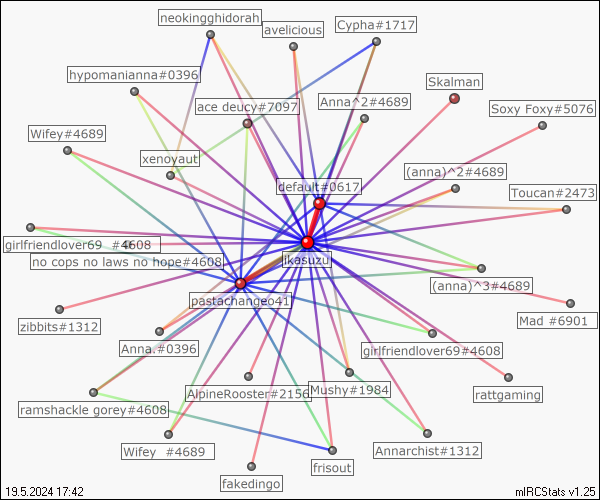 neokingghidorah
avelicious
Cypha#1717
hypomanianna#0396
Skalman
ace deucy#7097
Anna^2#4689
Soxy Foxy#5076
Wifey#4689
xenoyaut
(anna)^2#4689
default#0617
Toucan#2473
girlfriendlover69 #4608
no cops no laws no hope#4608
ikasuzu
(anna)^3#4689
pastachangeo41
zibbits#1312
Mad #6901
Anna.#0396
girlfriendlover69#4608
AlpineRooster#2156
Mushy#1984
rattgaming
ramshackle gorey#4608
Wifey #4689
Annarchist#1312
frisout
fakedingo
19.5.2024 17:42
mIRCStats v1.25